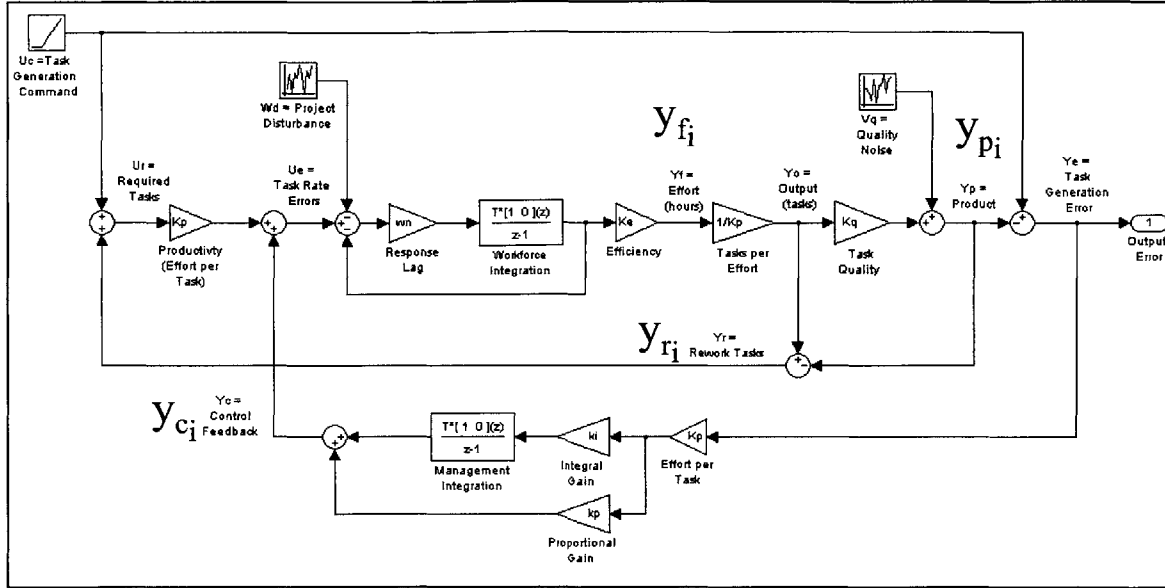 Uc =Task
Generation
Command
Wd = Project
Disturbance
Vq =
Quality
Noise
y fi
y pi
Ur =
Required
Tasks
Ue =
Task Rate
Errors
Yf =
Effort
(hours)
Yo =
Output
(tasks)
Yp =
Product
Ye =
Task
Generation
Error
Kp
Productivty
(Effort per
Task)
wn
Response
Lag
T*[ 1 0 ](z)
z-1
Workforce
Integration
Ke
Efficiency
1/Kp
Tasks per
Effort
Kq
Task
Quality
1
Output
Error
y ri
Yr =
Rework Tasks
y ci
Yc =
Control
Feedback
T*[ 1 0 ](z)
z-1
Management
Integration
ki
Integral
Gain
Kp
Effort per
Task
kp
Proportional
Gain